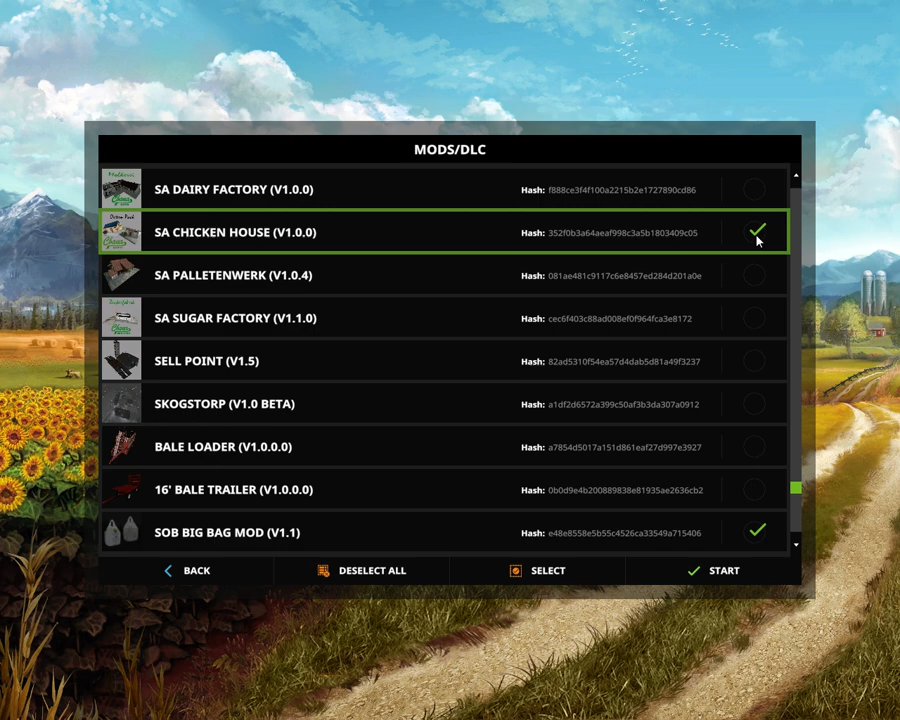 MODS/DLC
SA DAIRY FACTORY (V1.0.0) Hash: f888ce3f4f100a2215b2e1727890cd86
SA CHICKEN HOUSE (V1.0.0) Hash: 352f0b3a64aeaf998c3a5b1803409c05
SA PALLETENWERK (V1.0.4) Hash: 081ae481c9117c6e8457ed284d201a0e
SA SUGAR FACTORY (V1.1.0) Hash: cec6f403c88ad008ef0f964fca3e8172
SELL POINT (V1.5) Hash: 82ad5310f54ea57d4dab5d81a49f3237
SKOGSTORP (V1.0 BETA) Hash: a1df2d6572a399c50af3b3da307a0912
BALE LOADER (V1.0.0.0) Hash: a7854d5017a151d861eaf27d997e3927
16' BALE TRAILER (V1.0.0.0) Hash: 0b0d9e4b200889838e81935ae2636cb2
SOB BIG BAG MOD (V1.1) Hash: e48e8558e5b55c4526ca33549a715406
BACK DESELECT ALL SELECT START